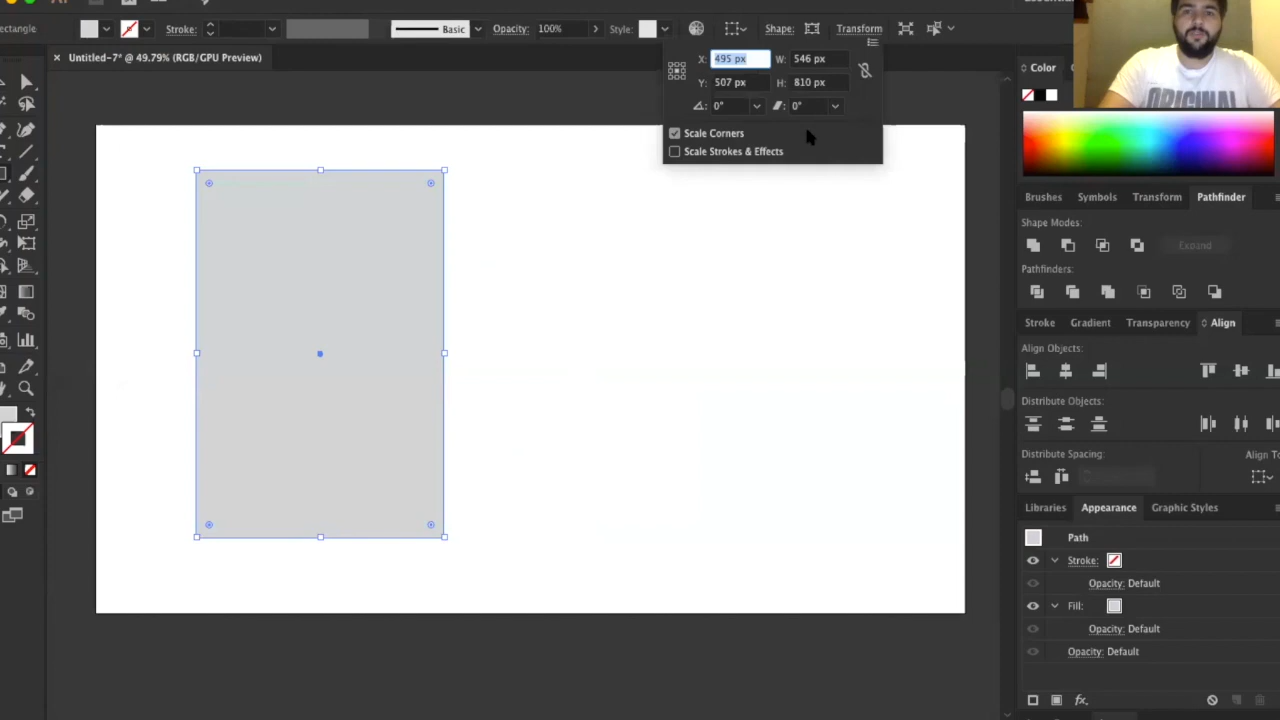 ectangle
Stroke:
Basic
Opacity:
100%
Style:
Shape:
Transform
× Untitled-7* @ 49.79% (RGB/GPU Preview)
X: 495 px
W: 546 px
Y: 507 px
H: 810 px
0°
0°
Scale Corners
Scale Strokes & Effects
ORIGINAL
Color
Brushes
Symbols
Transform
Pathfinder
Shape Modes:
Expand
Pathfinders:
Stroke
Gradient
Transparency
Align
Align Objects:
Distribute Objects:
Distribute Spacing:
Align To
Libraries
Appearance
Graphic Styles
Path
Stroke:
Opacity: Default
Fill:
Opacity: Default
Opacity: Default
fx